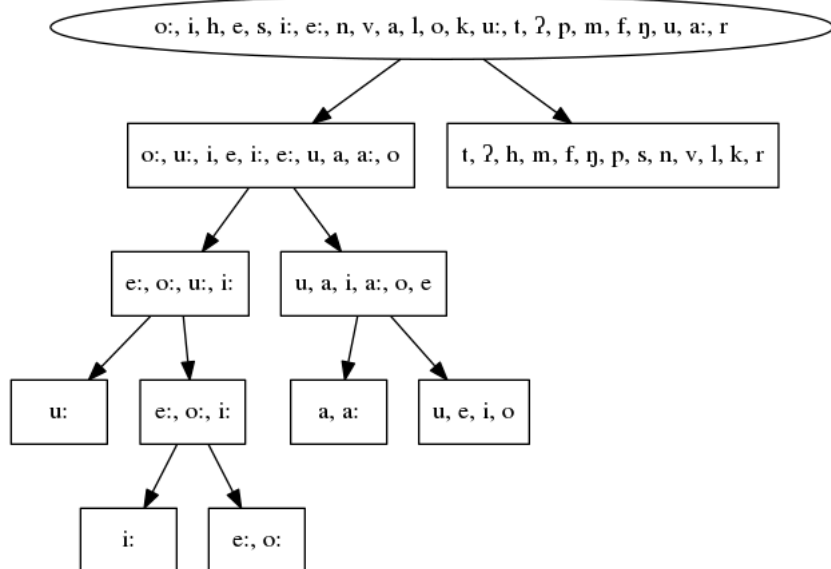 o:, i, h, e, s, i:, e:, n, v, a, l, o, k, u:, t, ʔ, p, m, f, ŋ, u, a:, r
o:, u:, i, e, i:, e:, u, a, a:, o
t, ʔ, h, m, f, ŋ, p, s, n, v, l, k, r
e:, o:, u:, i:
u, a, i, a:, o, e
u:
e:, o:, i:
a, a:
u, e, i, o
i:
e:, o: